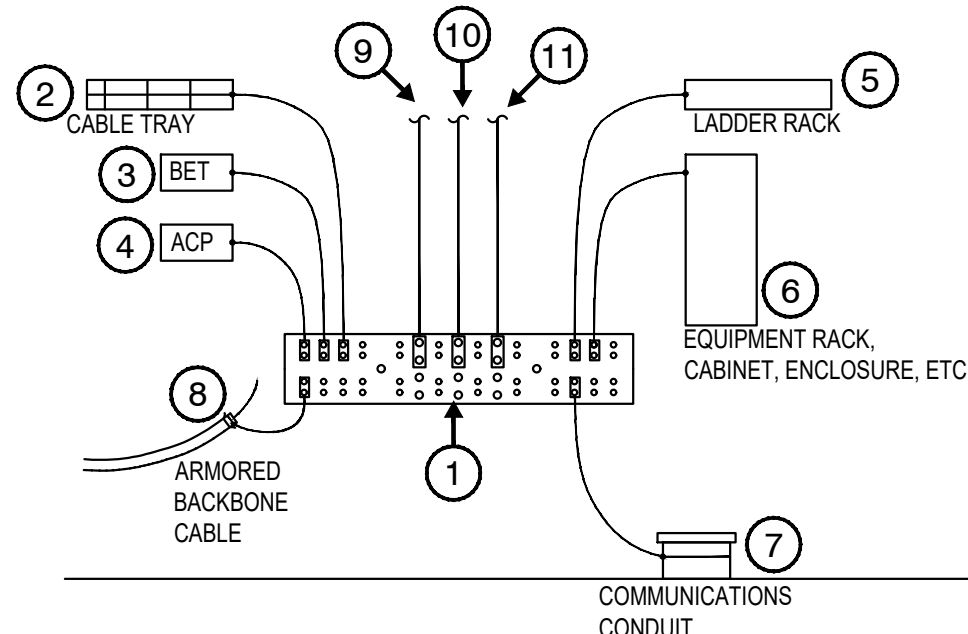 9
10
11
2
CABLE TRAY
5
LADDER RACK
3
BET
4
ACP
6
EQUIPMENT RACK,
CABINET, ENCLOSURE, ETC
8
ARMORED
BACKBONE
CABLE
1
7
COMMUNICATIONS
CONDUIT